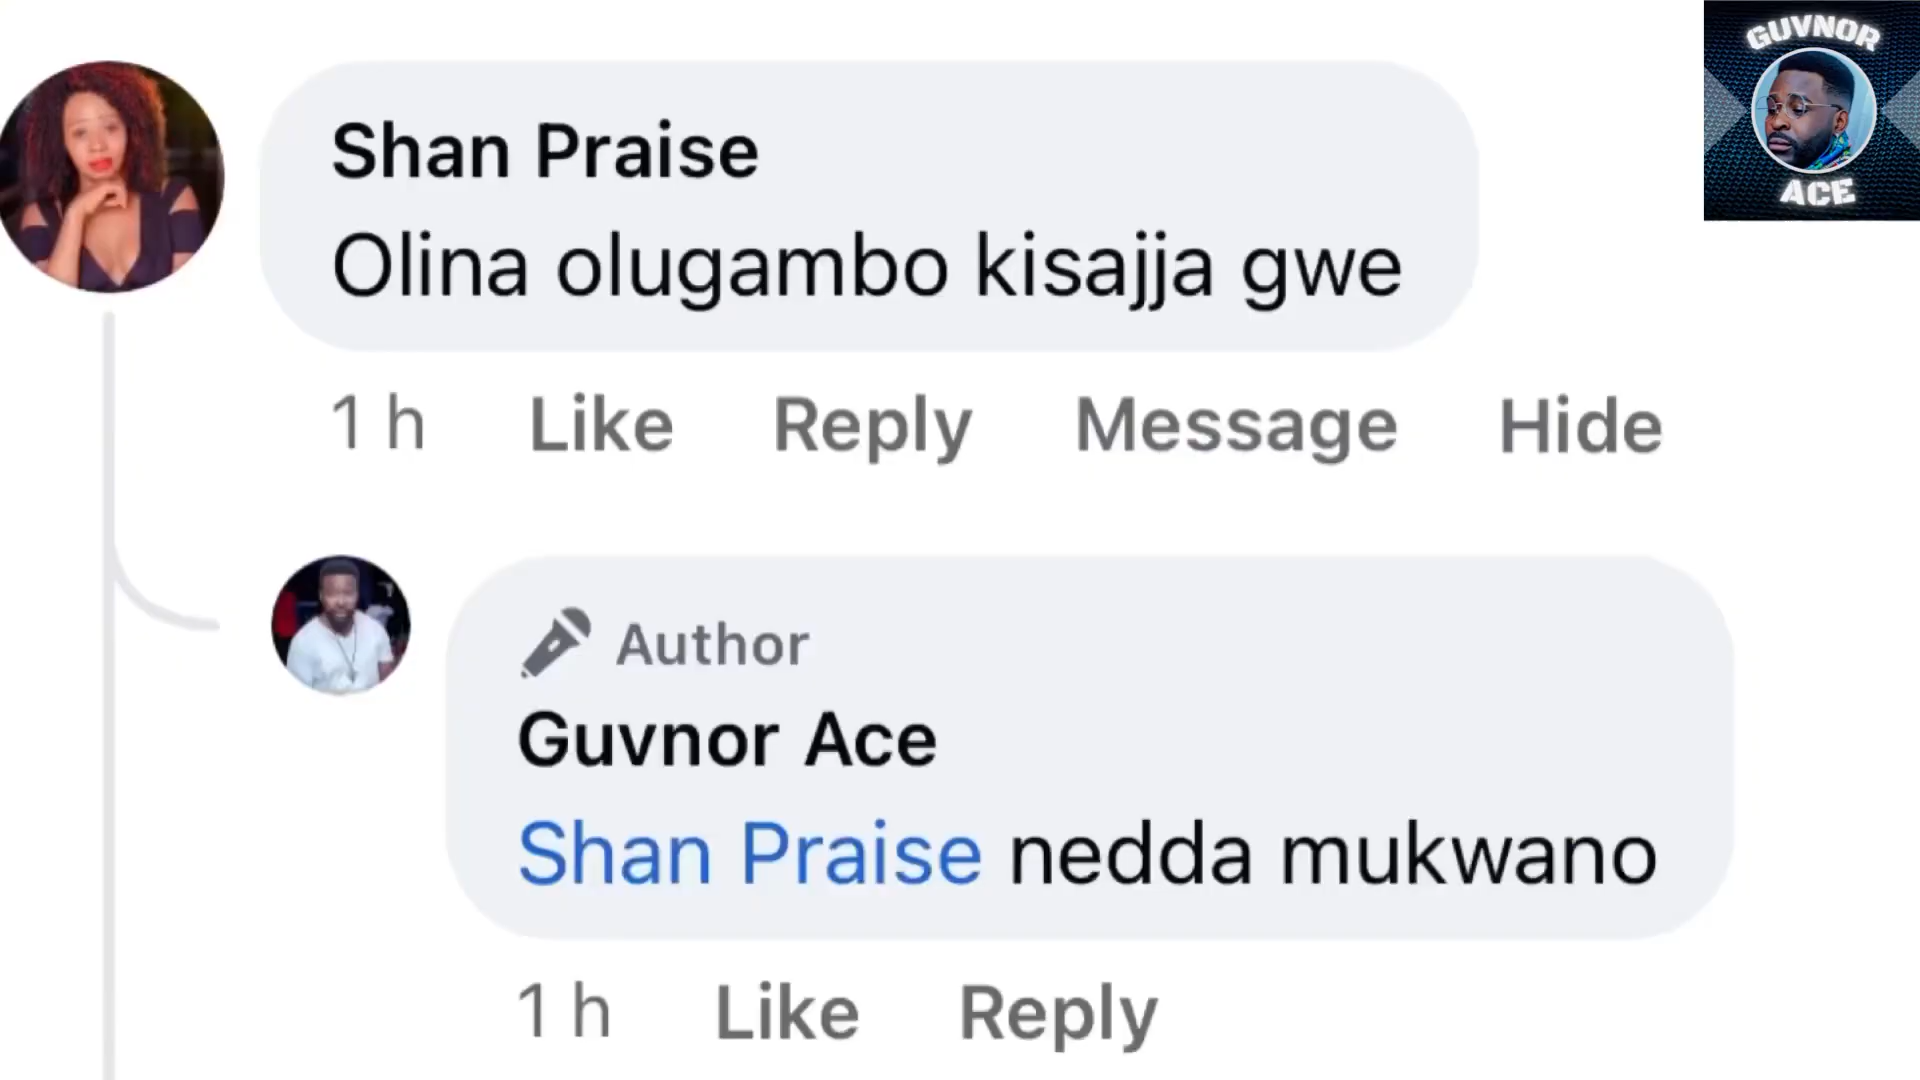 GUVNOR
ACE
Shan Praise
Olina olugambo kisajja gwe
1 h Like Reply Message Hide
Author
Guvnor Ace
Shan Praise nedda mukwano
1 h Like Reply